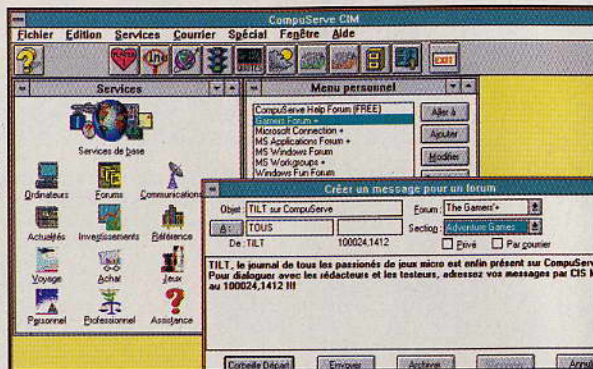 CompuServe CIM
Fichier Edition Services Courrier Spécial Fenêtre Aide
EXIT
Services
Services de base
Ordinateurs Forums Communications
Actualités Investissements Référence
Voyage Achat Jeux
Personnel Professionnel Assistance
Menu personnel
CompuServe Help Forum (FREE)
Gamers Forum +
Microsoft Connection +
MS Applications Forum +
MS Windows Forum
MS Workgroups +
Windows Fun Forum
Aller à
Ajouter
Modifier
Créer un message pour un forum
Objet : TILT sur CompuServe Forum : The Gamers'+
A : TOUS Section : Adventure Games
De : TILT 100024,1412 Privé Par courrier
TILT, le journal de tous les passionés de jeux micro est enfin présent sur CompuServe
Pour dialoguer avec les rédacteurs et les testeurs, adressez vos messages par CIS M
au 100024,1412 !!!
Corbeille Départ Envoyer Archiver Annul